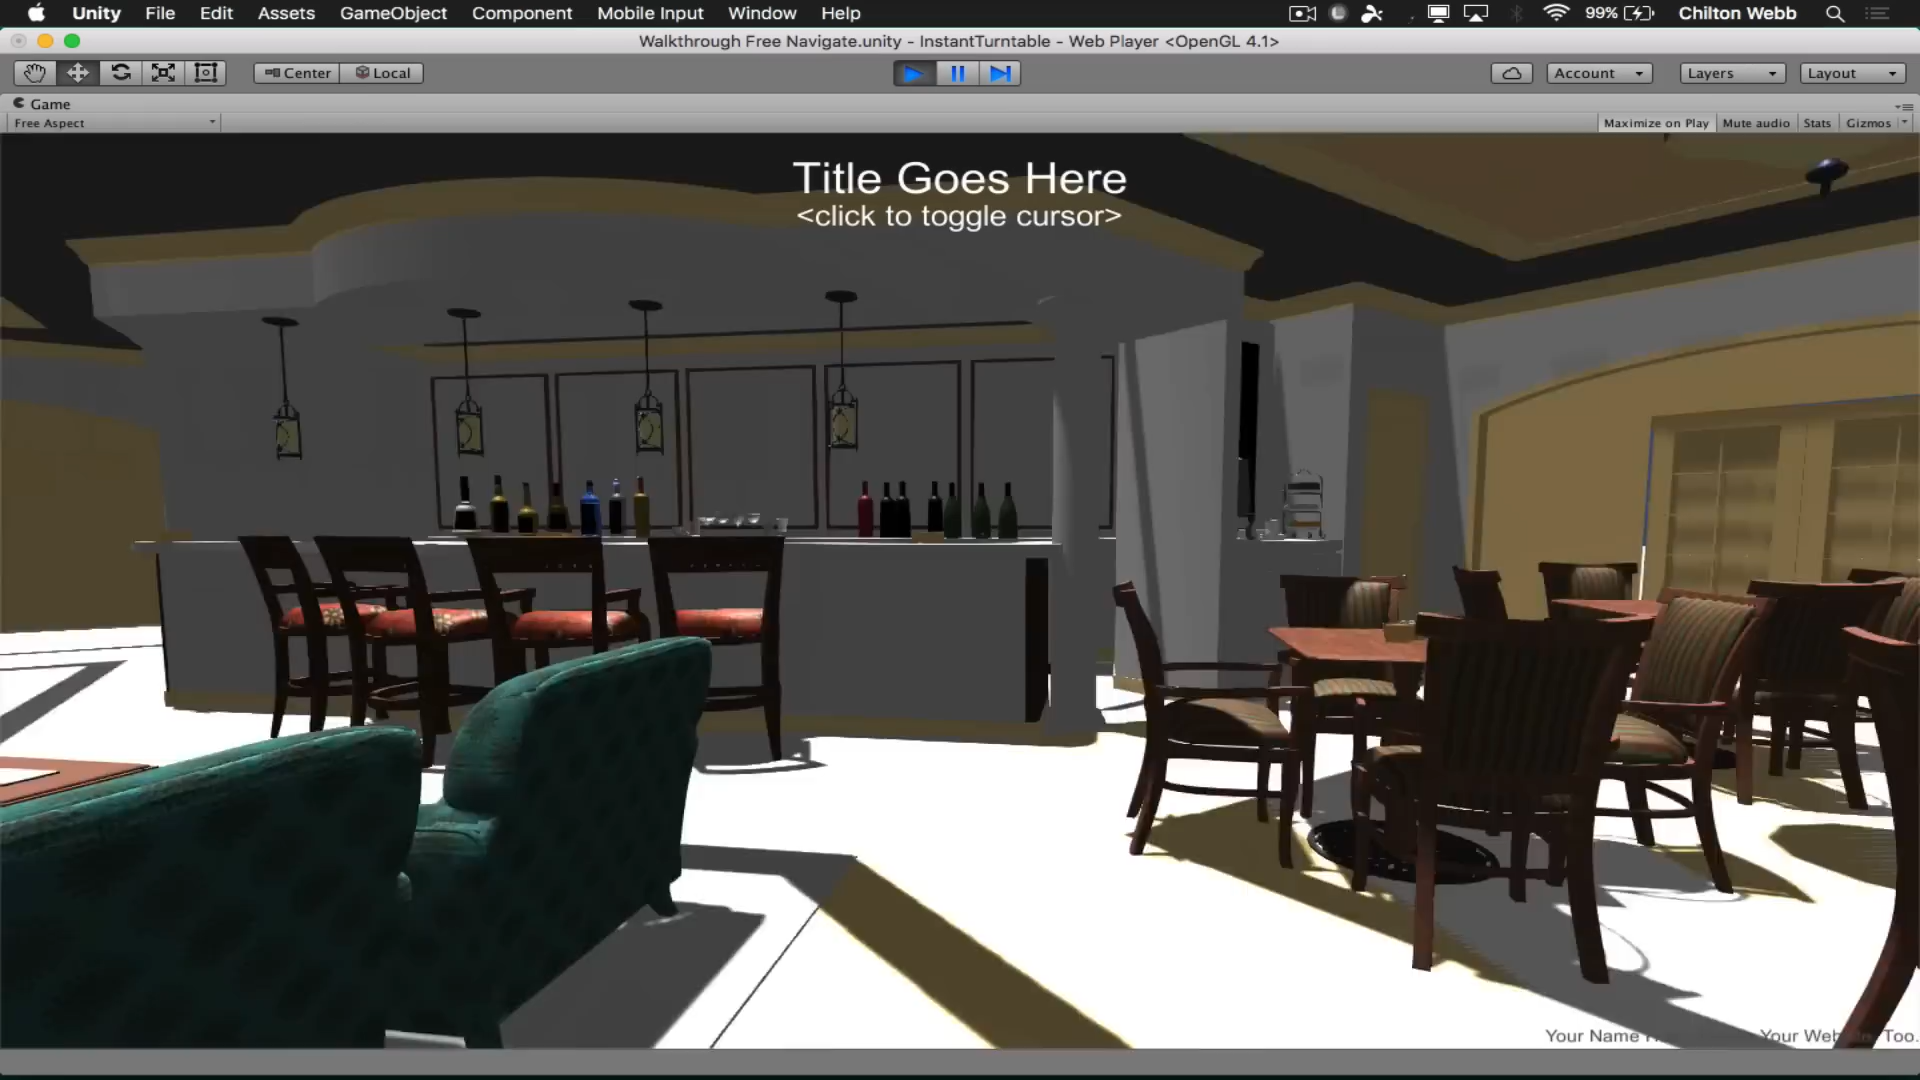 Unity File Edit Assets GameObject Component Mobile Input Window Help 99% Chilton Webb
Walkthrough Free Navigate.unity - InstantTurntable - Web Player <OpenGL 4.1>
Center Local Account Layers Layout
Game
Free Aspect Maximize on Play Mute audio Stats Gizmos
Title Goes Here
<click to toggle cursor>
Your Name Your Too.